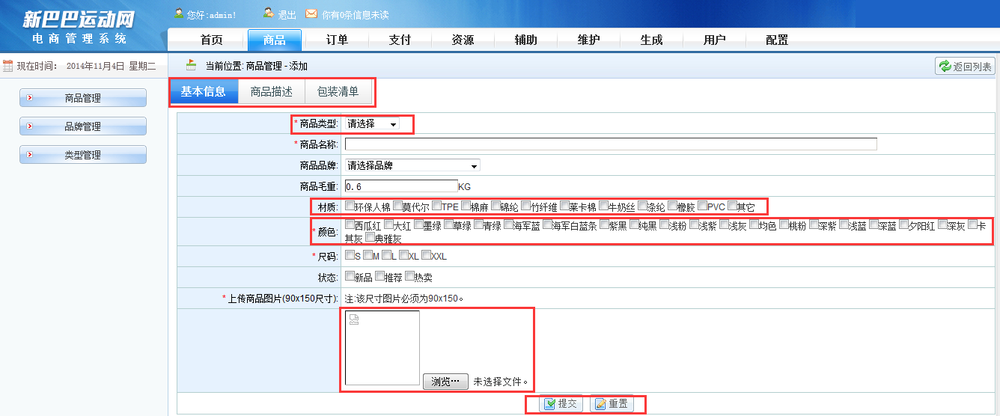 新巴巴运动网
电商管理系统
您好:admin! 退出 你有0条信息未读
首页 商品 订单 支付 资源 辅助 维护 生成 用户 配置
现在时间: 2014年11月4日 星期二
当前位置: 商品管理 - 添加
返回列表
商品管理
品牌管理
类型管理
基本信息 商品描述 包装清单
* 商品类型: 请选择
* 商品名称:
商品品牌: 请选择品牌
商品毛重: 0.6 KG
材质: 环保人棉 莫代尔 TPE 棉麻 锦纶 竹纤维 莱卡棉 牛奶丝 涤纶 橡胶 PVC 其它
* 颜色: 西瓜红 大红 墨绿 草绿 青绿 海军蓝 海军白蓝条 紫黑 纯黑 浅粉 浅紫 浅灰 均色 桃粉 深紫 浅蓝 深蓝 夕阳红 深灰 卡
其灰 典雅灰
* 尺码: S M L XL XXL
状态: 新品 推荐 热卖
* 上传商品图片(90x150尺寸): 注:该尺寸图片必须为90x150。
浏览… 未选择文件。
提交 重置